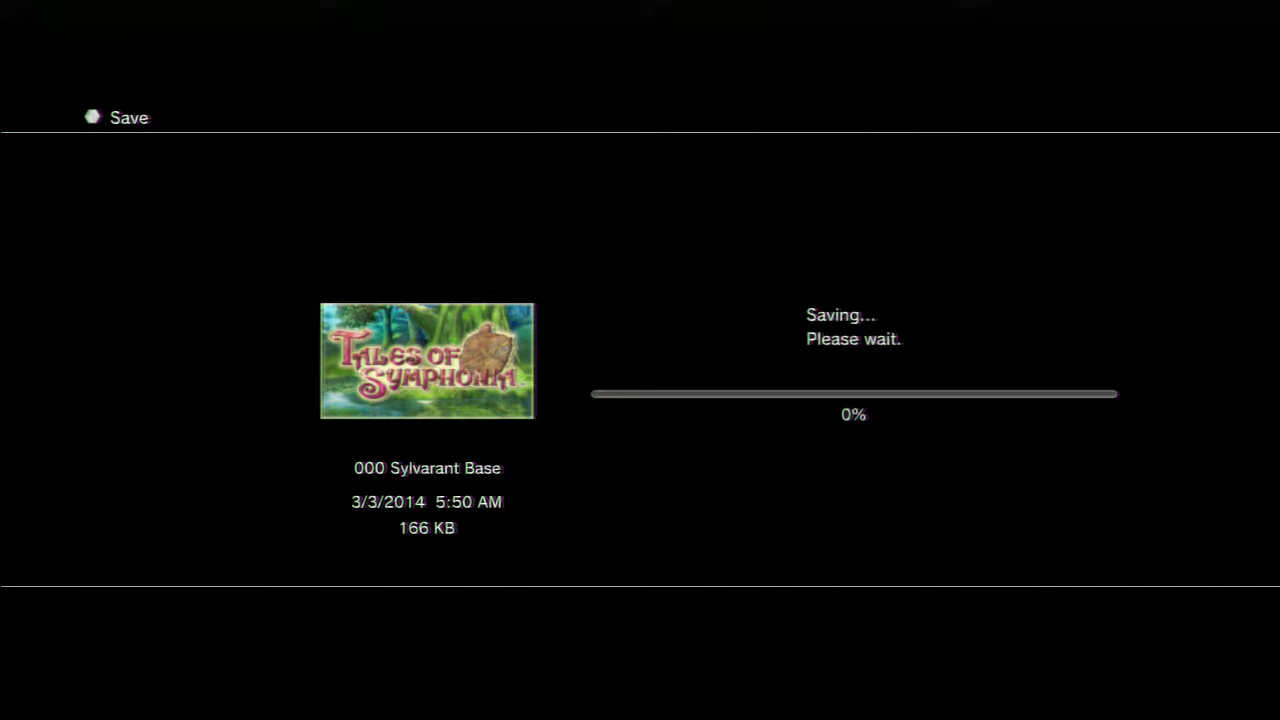 Save
TALES OF
SYMPHONIA
Saving...
Please wait.
0%
000 Sylvarant Base
3/3/2014 5:50 AM
166 KB